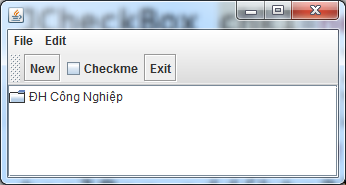 JCheckBox
File Edit
New Checkme Exit
ĐH Công Nghiệp